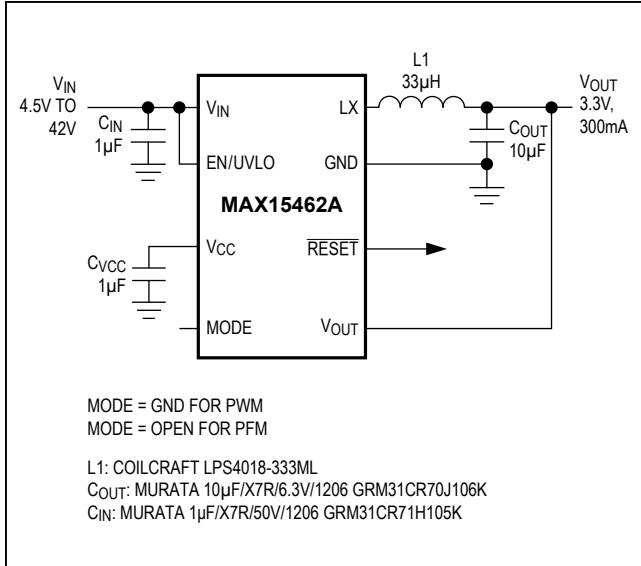 L1
33µH
VIN
4.5V TO
42V
CIN
1µF
VIN
LX
VOUT
3.3V,
300mA
COUT
10µF
EN/UVLO
GND
MAX15462A
VCC
RESET
CVCC
1µF
MODE
VOUT
MODE = GND FOR PWM
MODE = OPEN FOR PFM
L1: COILCRAFT LPS4018-333ML
COUT: MURATA 10µF/X7R/6.3V/1206 GRM31CR70J106K
CIN: MURATA 1µF/X7R/50V/1206 GRM31CR71H105K